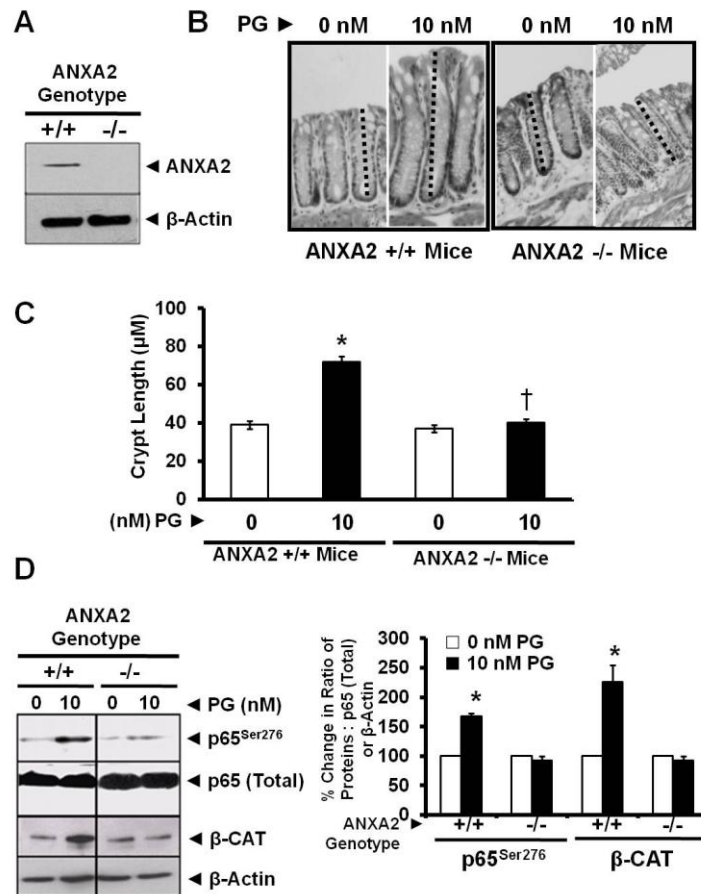 A
ANXA2
Genotype
+/+ -/-
◄ ANXA2
◄ β-Actin
B
PG ► 0 nM 10 nM 0 nM 10 nM
ANXA2 +/+ Mice ANXA2 -/- Mice
C
Crypt Length (µM)
100
80
60
40
20
0
*
†
(nM) PG ► 0 10 0 10
ANXA2 +/+ Mice ANXA2 -/- Mice
D
ANXA2
Genotype
+/+ -/-
0 10 0 10 ◄ PG (nM)
◄ p65Ser276
◄ p65 (Total)
◄ β-CAT
◄ β-Actin
% Change in Ratio of
Proteins : p65 (Total)
or β-Actin
300
250
200
150
100
50
0
0 nM PG
10 nM PG
*
*
ANXA2 ► +/+ -/- +/+ -/-
Genotype
p65Ser276 β-CAT